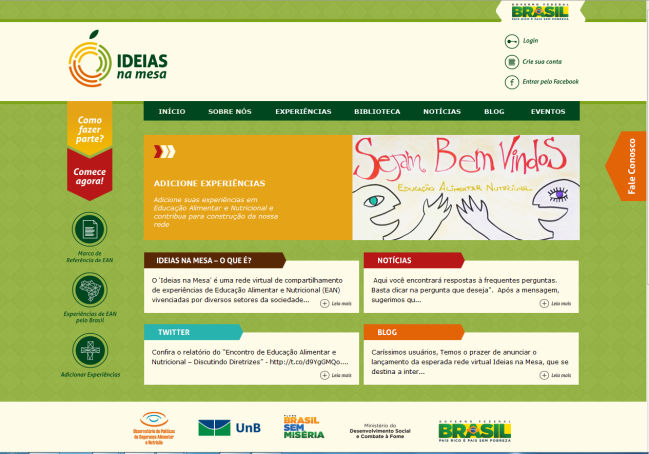 GOVERNO FEDERAL
BRASIL
PAÍS RICO É PAÍS SEM POBREZA
IDEIAS
na mesa
Login
Crie sua conta
Entrar pelo Facebook
INÍCIO SOBRE NÓS EXPERIÊNCIAS BIBLIOTECA NOTÍCIAS BLOG EVENTOS
Como
fazer
parte?
Comece
agora!
Marco de
Referência de EAN
Experiências de EAN
pelo Brasil
Adicionar Experiências
ADICIONE EXPERIÊNCIAS
Adicione suas experiências em
Educação Alimentar e Nutricional e
contribua para construção da nossa
rede
Sejam Bem Vindos
Educação Alimentar Nutricional
Fale Conosco
IDEIAS NA MESA – O QUE É?
O 'Ideias na Mesa' é uma rede virtual de compartilhamento
de experiências de Educação Alimentar e Nutricional (EAN)
vivenciadas por diversos setores da sociedade...
Leia mais
NOTÍCIAS
Aqui você encontrará respostas à frequentes perguntas.
Basta dicar na pergunta que deseja". Após a mensagem,
sugerimos qu...
Leia mais
TWITTER
Confira o relatório do "Encontro de Educação Alimentar e
Nutricional – Discutindo Diretrizes" - http://t.co/d9YgGMQo....
Leia mais
BLOG
Caríssimos usuários, Temos o prazer de anunciar o
lançamento da esperada rede virtual Ideias na Mesa, que se
destina a inter...
Leia mais
Observatório de Políticas
de Segurança Alimentar
e Nutrição
UnB
PLANO
BRASIL
SEM
MISÉRIA
Ministério do
Desenvolvimento Social
e Combate à Fome
GOVERNO FEDERAL
BRASIL
PAÍS RICO É PAÍS SEM POBREZA